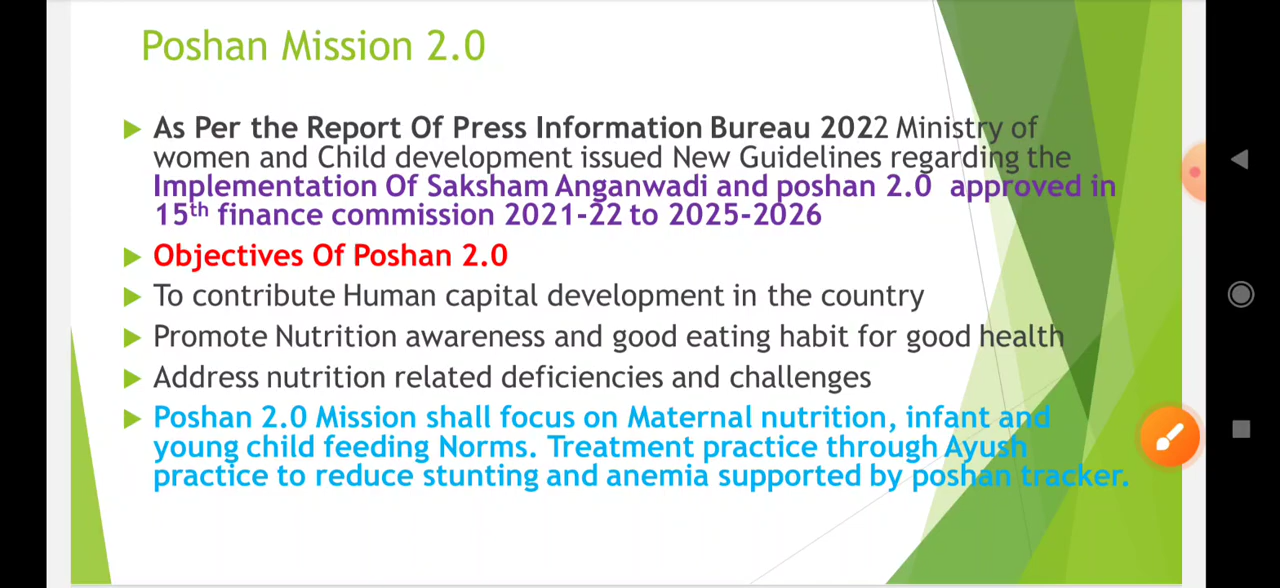 Poshan Mission 2.0
As Per the Report Of Press Information Bureau 2022 Ministry of
women and Child development issued New Guidelines regarding the
Implementation Of Saksham Anganwadi and poshan 2.0 approved in
15th finance commission 2021-22 to 2025-2026
Objectives Of Poshan 2.0
To contribute Human capital development in the country
Promote Nutrition awareness and good eating habit for good health
Address nutrition related deficiencies and challenges
Poshan 2.0 Mission shall focus on Maternal nutrition, infant and
young child feeding Norms. Treatment practice through Ayush
practice to reduce stunting and anemia supported by poshan tracker.